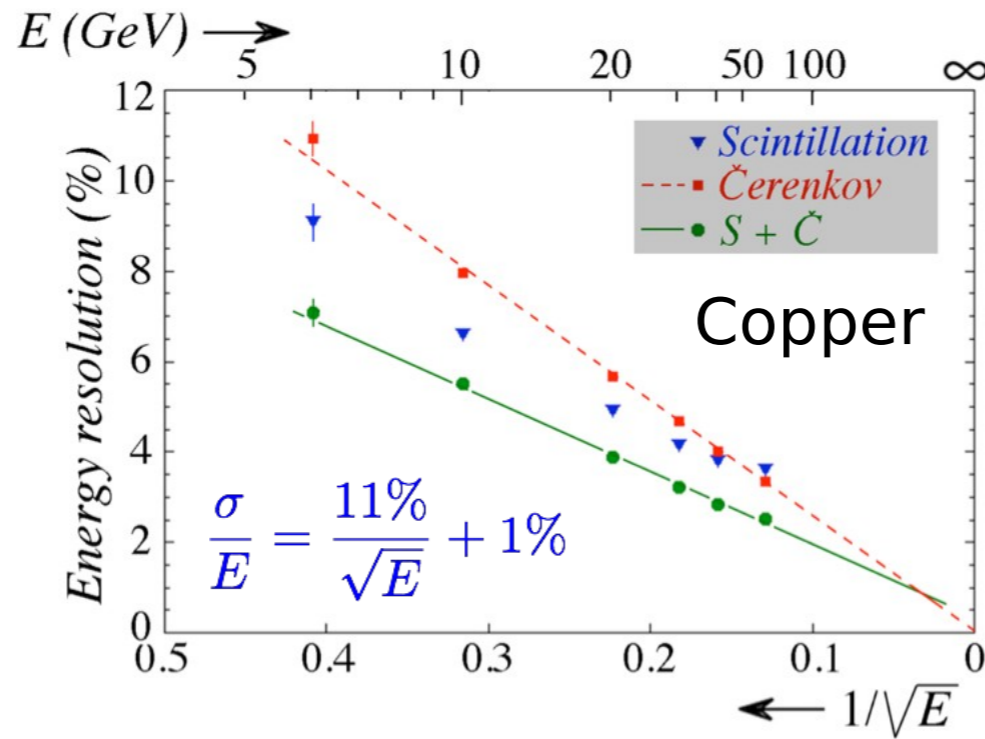 E (GeV)
5 10 20 50 100 ∞
12
10
8
6
4
2
0
Energy resolution (%)
Scintillation
Čerenkov
S + Č
Copper
σ/E = 11%/√E + 1%
0.5 0.4 0.3 0.2 0.1 0
1/√E